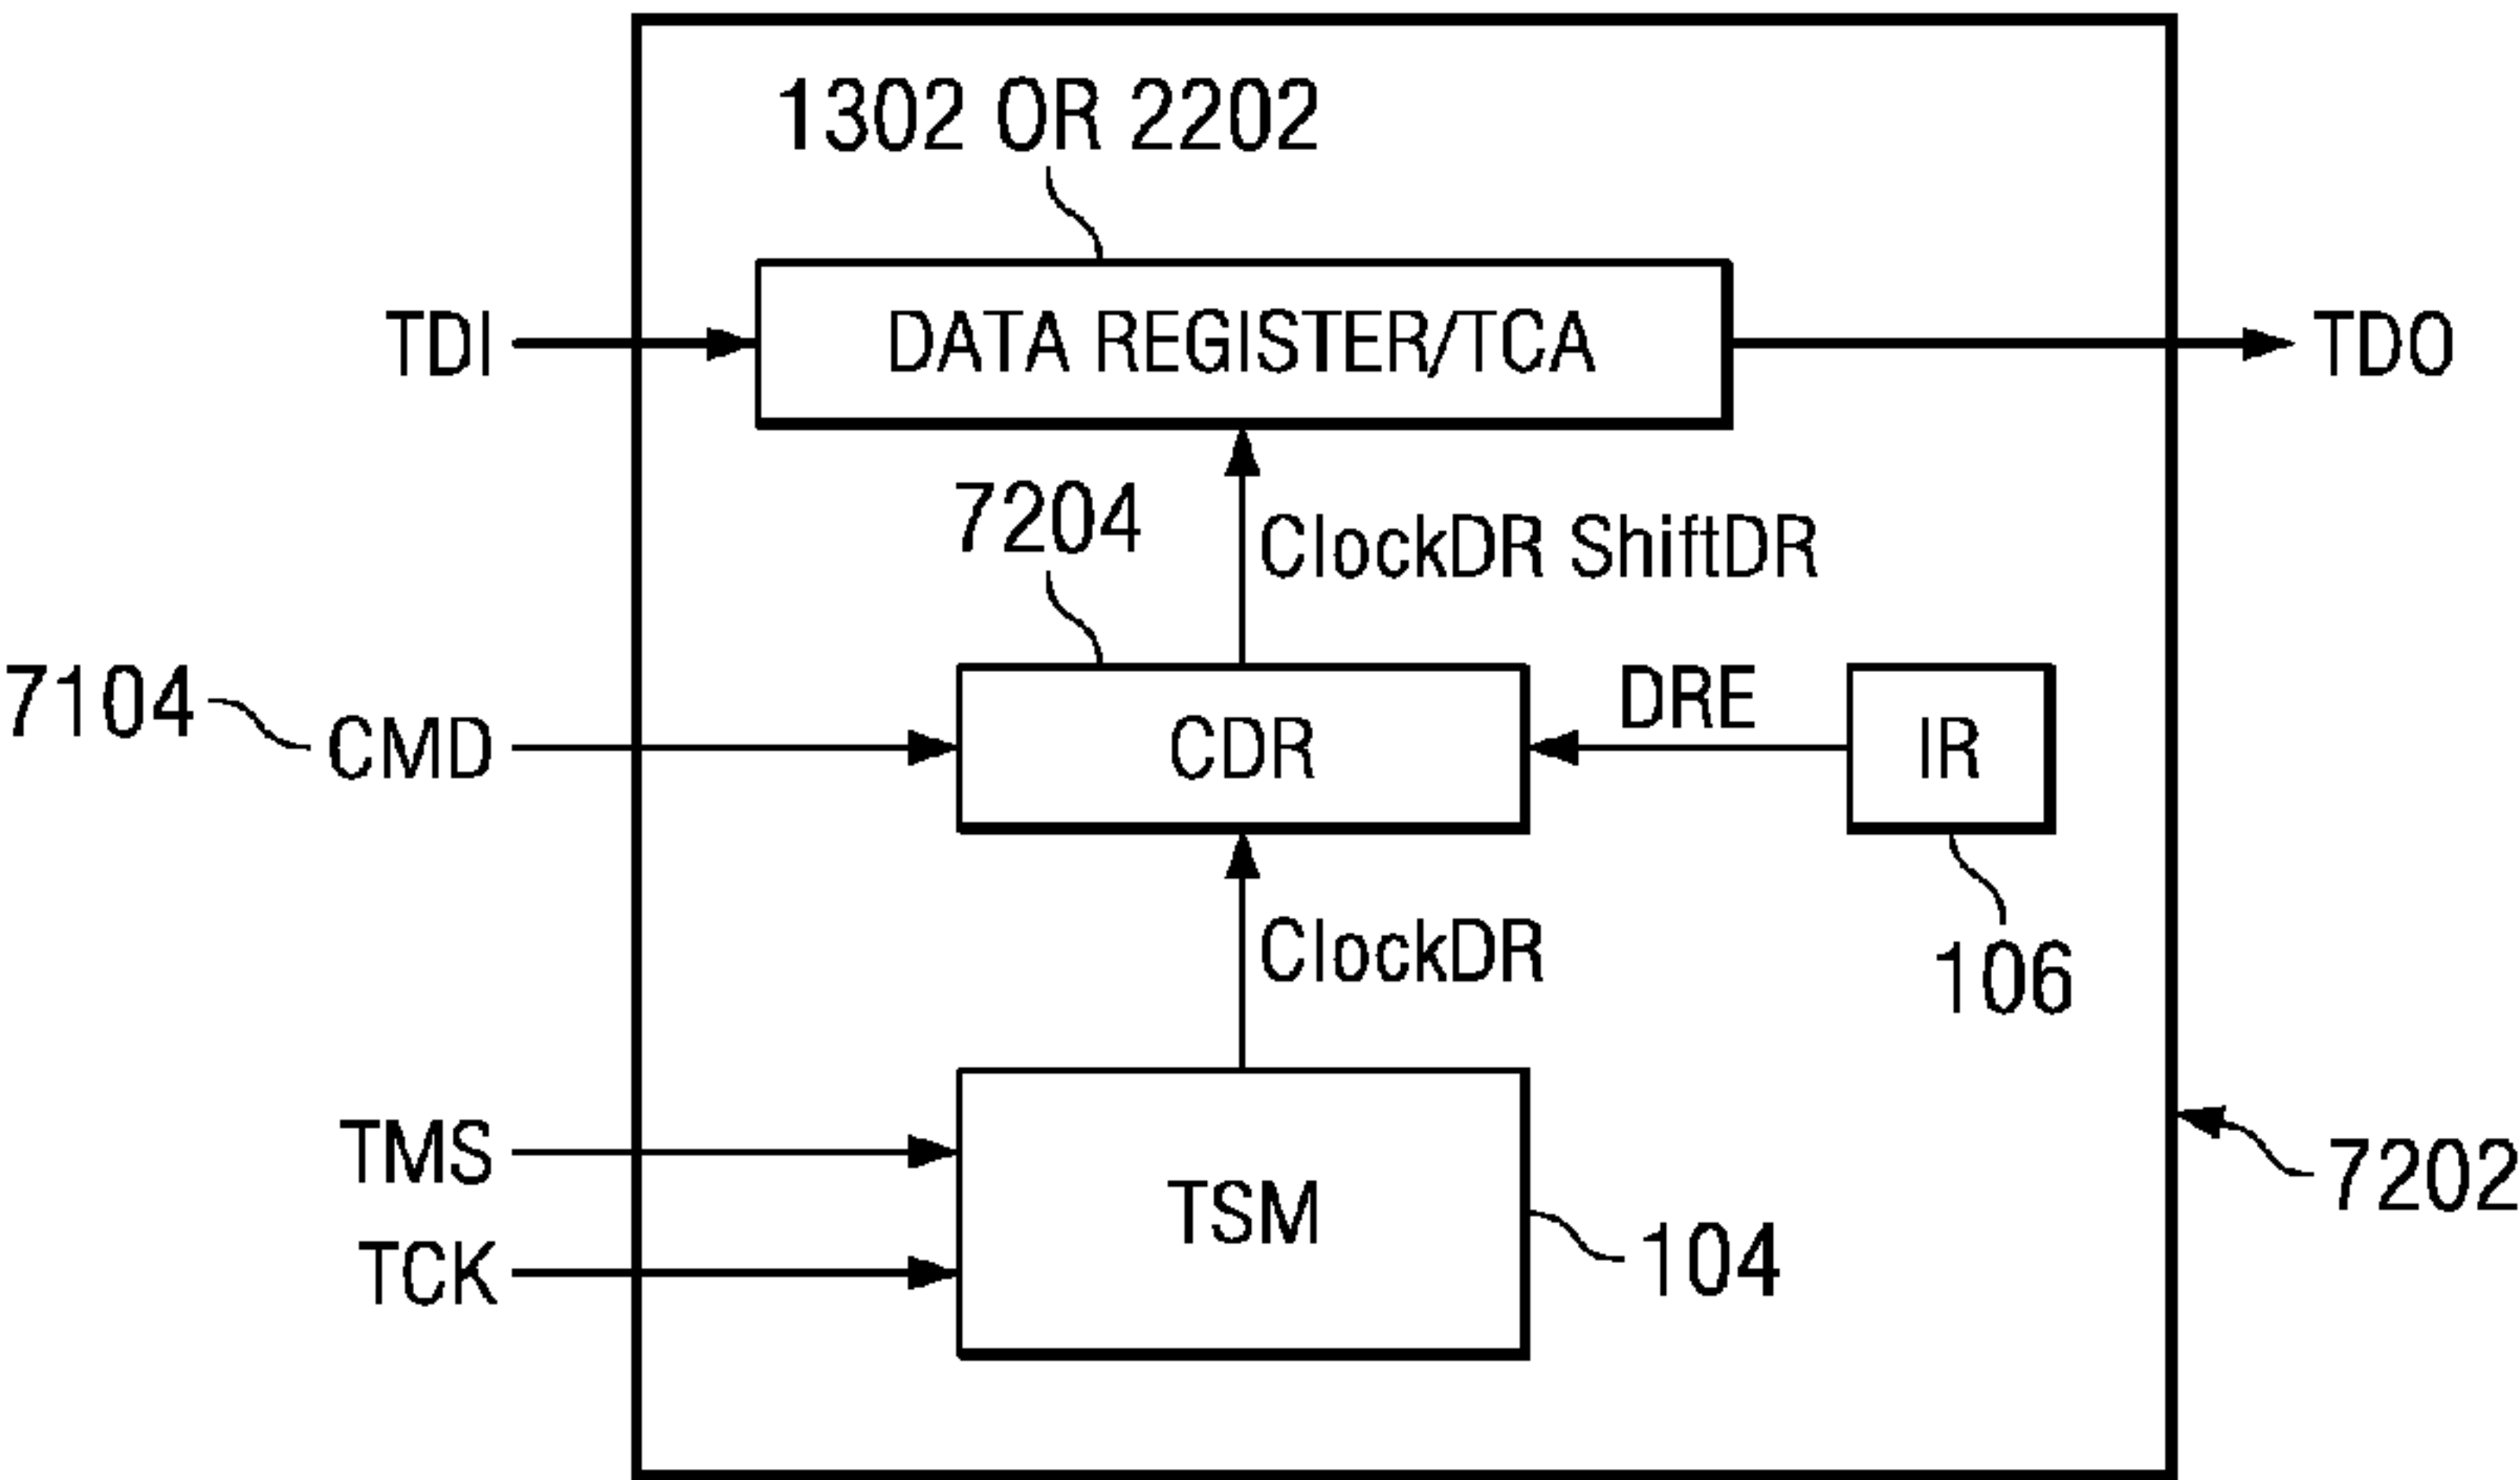 1302 OR 2202
TDI
DATA REGISTER/TCA
TDO
7204
ClockDR ShiftDR
7104
CMD
CDR
DRE
IR
ClockDR
106
TMS
TSM
7202
TCK
104